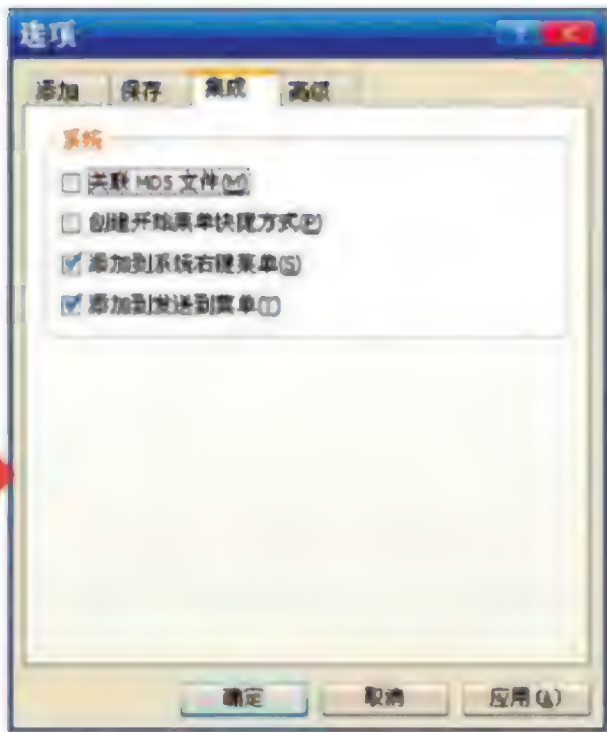 选项
添加 保存 集成 高级
系统
关联 MD5 文件(M)
创建开始菜单快捷方式(P)
添加到系统右键菜单(S)
添加到发送到菜单(T)
确定 取消 应用(A)